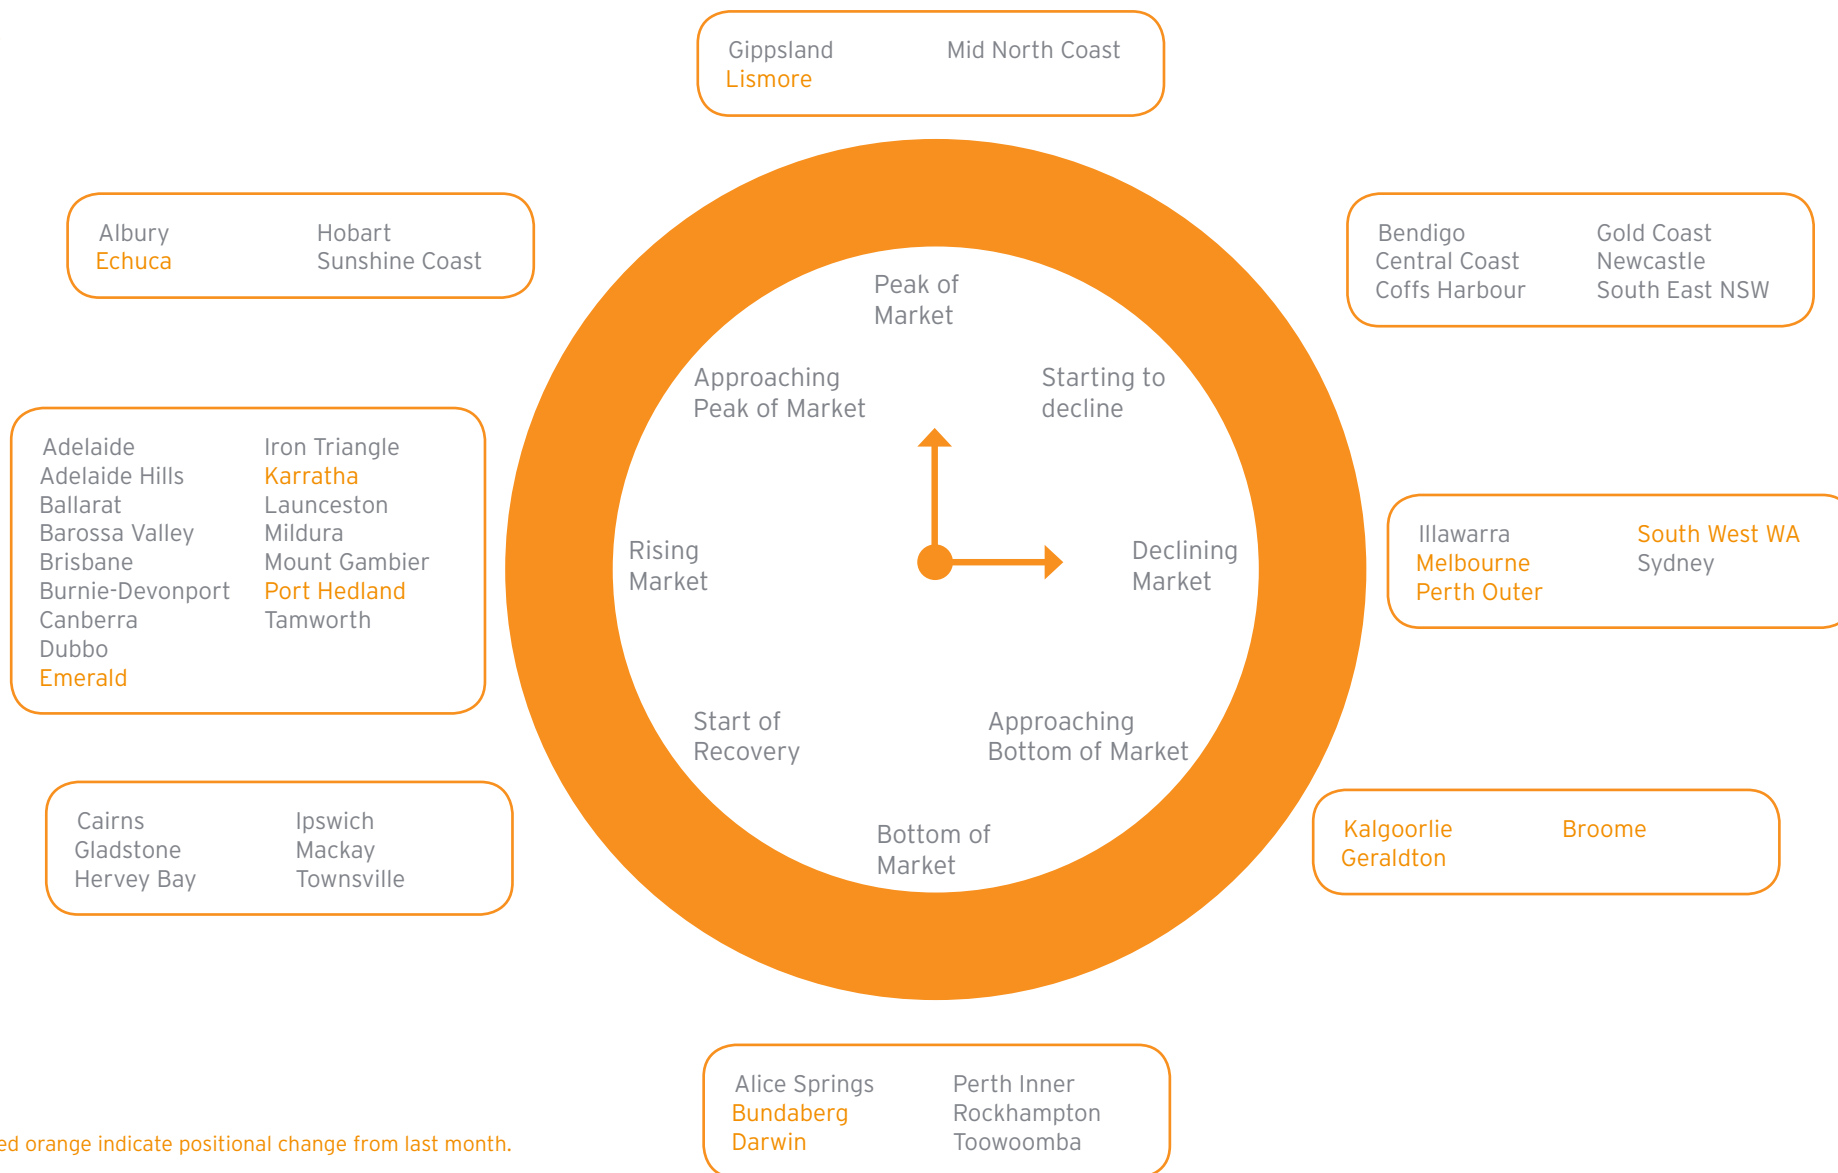 Gippsland
Lismore
Mid North Coast
Albury
Echuca
Hobart
Sunshine Coast
Bendigo
Central Coast
Coffs Harbour
Gold Coast
Newcastle
South East NSW
Peak of
Market
Approaching
Peak of Market
Starting to
decline
Adelaide
Adelaide Hills
Ballarat
Barossa Valley
Brisbane
Burnie-Devonport
Canberra
Dubbo
Emerald
Iron Triangle
Karratha
Launceston
Mildura
Mount Gambier
Port Hedland
Tamworth
Rising
Market
Declining
Market
Illawarra
Melbourne
Perth Outer
South West WA
Sydney
Start of
Recovery
Approaching
Bottom of Market
Cairns
Gladstone
Hervey Bay
Ipswich
Mackay
Townsville
Bottom of
Market
Kalgoorlie
Geraldton
Broome
Alice Springs
Bundaberg
Darwin
Perth Inner
Rockhampton
Toowoomba
ed orange indicate positional change from last month.